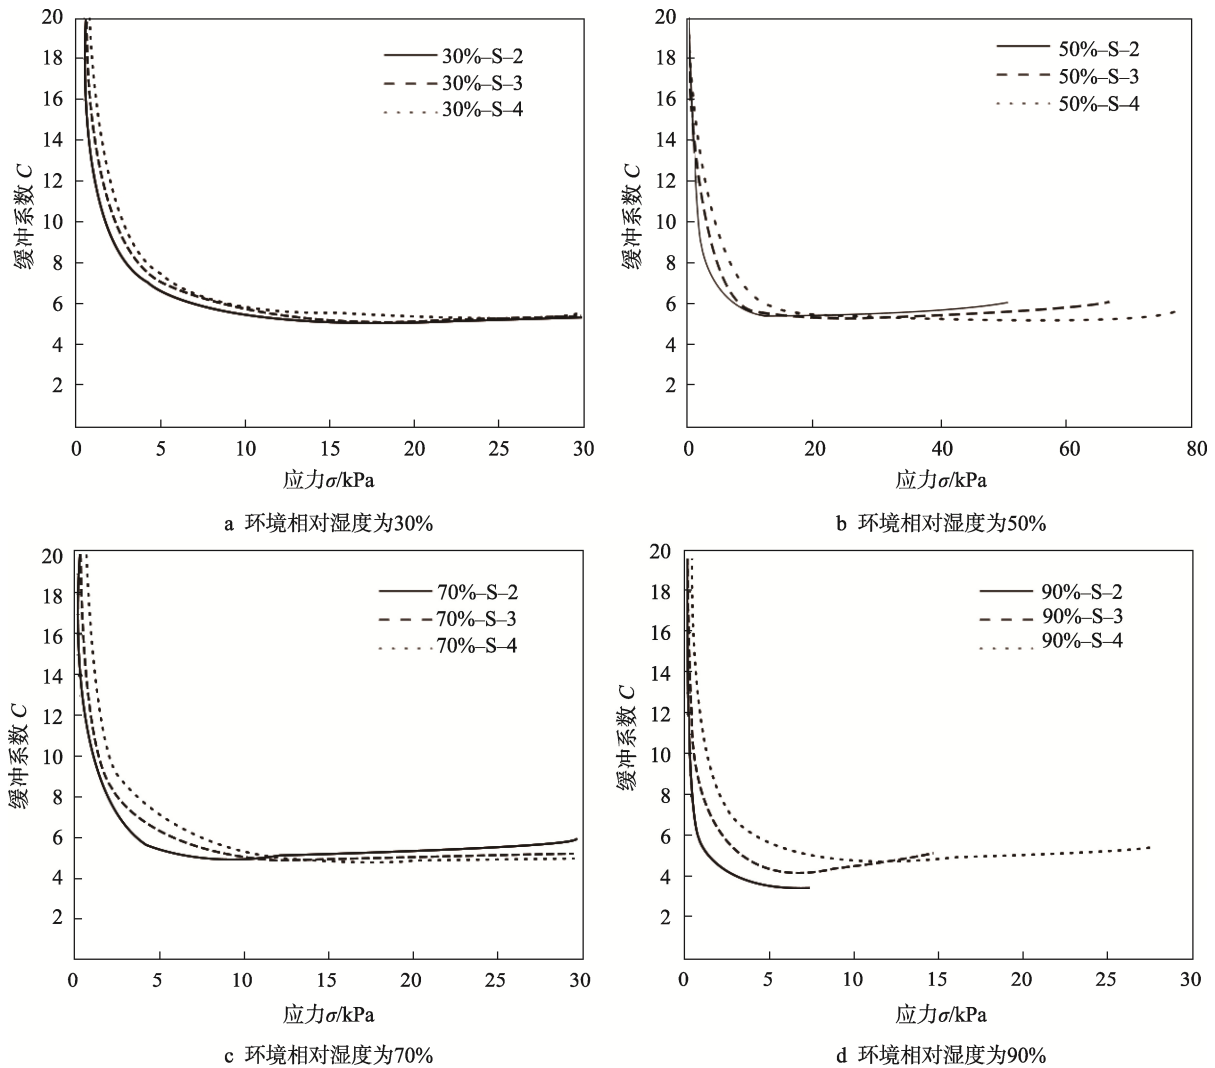 20
18
16
14
12
10
8
6
4
2
缓冲系数 C
30%–S–2
30%–S–3
30%–S–4
0
5
10
15
20
25
30
应力σ/kPa
a 环境相对湿度为30%
20
18
16
14
12
10
8
6
4
2
缓冲系数 C
50%–S–2
50%–S–3
50%–S–4
0
20
40
60
80
应力σ/kPa
b 环境相对湿度为50%
20
18
16
14
12
10
8
6
4
2
缓冲系数 C
70%–S–2
70%–S–3
70%–S–4
0
5
10
15
20
25
30
应力σ/kPa
c 环境相对湿度为70%
20
18
16
14
12
10
8
6
4
2
缓冲系数 C
90%–S–2
90%–S–3
90%–S–4
0
5
10
15
20
25
30
应力σ/kPa
d 环境相对湿度为90%